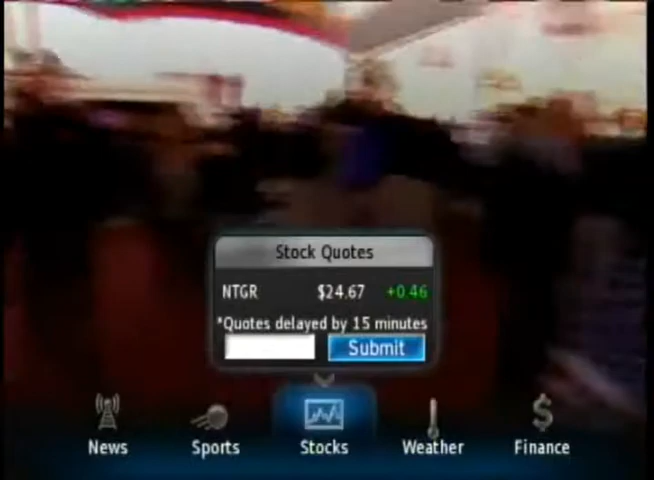 Stock Quotes
NTGR $24.67 +0.46
*Quotes delayed by 15 minutes
Submit
News Sports Stocks Weather Finance